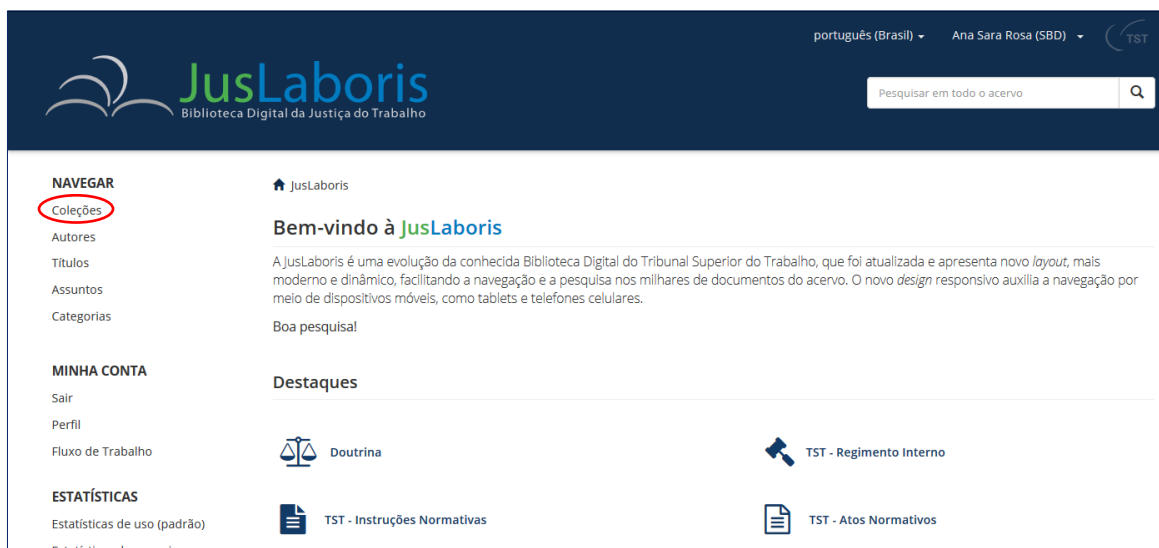 português (Brasil)
Ana Sara Rosa (SBD)
TST
JusLaboris
Biblioteca Digital da Justiça do Trabalho
Pesquisar em todo o acervo
NAVEGAR
Coleções
Autores
Títulos
Assuntos
Categorias
MINHA CONTA
Sair
Perfil
Fluxo de Trabalho
ESTATÍSTICAS
Estatísticas de uso (padrão)
JusLaboris
Bem-vindo à JusLaboris
A JusLaboris é uma evolução da conhecida Biblioteca Digital do Tribunal Superior do Trabalho, que foi atualizada e apresenta novo layout, mais
moderno e dinâmico, facilitando a navegação e a pesquisa nos milhares de documentos do acervo. O novo design responsivo auxilia a navegação por
meio de dispositivos móveis, como tablets e telefones celulares.
Boa pesquisa!
Destaques
Doutrina
TST - Regimento Interno
TST - Instruções Normativas
TST - Atos Normativos